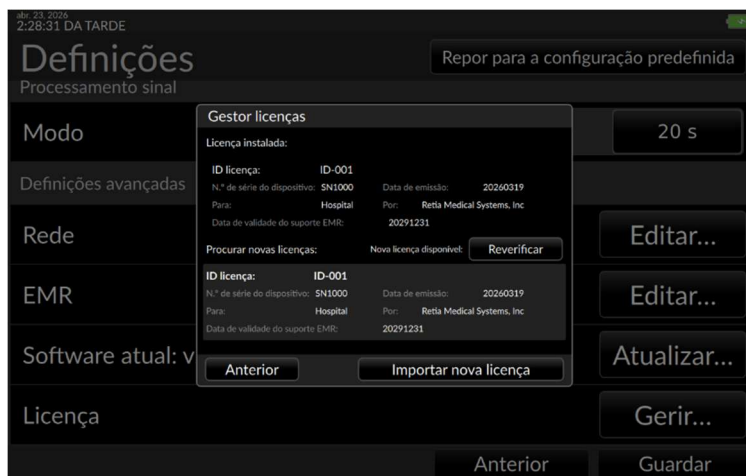 abr. 23, 2026
2:28:31 DA TARDE
Definições
Repor para a configuração predefinida
Processamento sinal
Modo
20 s
Definições avançadas
Rede
Editar...
EMR
Editar...
Software atual: v
Atualizar...
Licença
Gerir...
Anterior
Guardar
Gestor licenças
Licença instalada:
ID licença: ID-001
N.º de série do dispositivo: SN1000 Data de emissão: 20260319
Para: Hospital Por: Retia Medical Systems, Inc
Data de validade do suporte EMR: 20291231
Procurar novas licenças: Nova licença disponível: Reverificar
ID licença: ID-001
N.º de série do dispositivo: SN1000 Data de emissão: 20260319
Para: Hospital Por: Retia Medical Systems, Inc
Data de validade do suporte EMR: 20291231
Anterior Importar nova licença